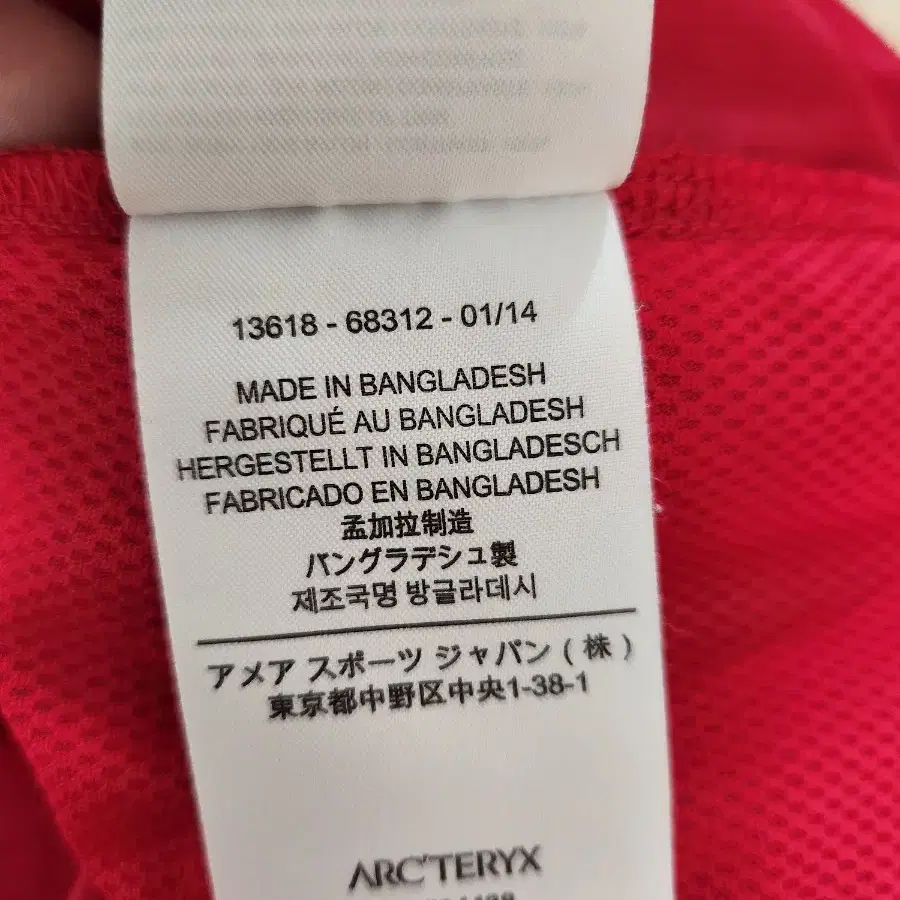 13618 - 68312 - 01/14
MADE IN BANGLADESH
FABRIQUÉ AU BANGLADESH
HERGESTELLT IN BANGLADESCH
FABRICADO EN BANGLADESH
孟加拉制造
バングラデシュ製
제조국명 방글라데시
アメア スポーツ ジャパン ( 株 )
東京都中野区中央1-38-1
ARC'TERYX